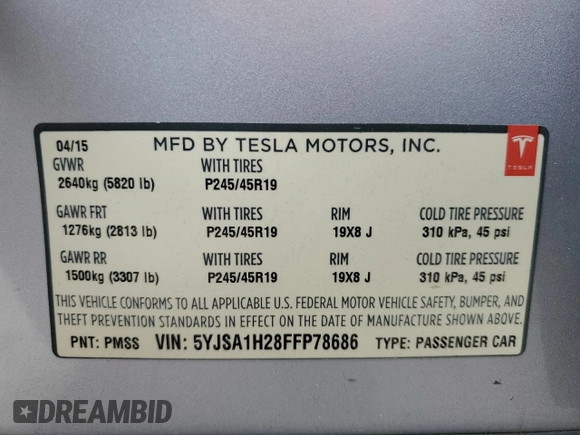 04/15 MFD BY TESLA MOTORS, INC.
TESLA
GVWR WITH TIRES
2640kg (5820 lb) P245/45R19
GAWR FRT WITH TIRES RIM COLD TIRE PRESSURE
1276kg (2813 lb) P245/45R19 19X8 J 310 kPa, 45 psi
GAWR RR WITH TIRES RIM COLD TIRE PRESSURE
1500kg (3307 lb) P245/45R19 19X8 J 310 kPa, 45 psi
THIS VEHICLE CONFORMS TO ALL APPLICABLE U.S. FEDERAL MOTOR VEHICLE SAFETY, BUMPER, AND
THEFT PREVENTION STANDARDS IN EFFECT ON THE DATE OF MANUFACTURE SHOWN ABOVE.
PNT: PMSS VIN: 5YJSA1H28FFP78686 TYPE: PASSENGER CAR
DREAMBID